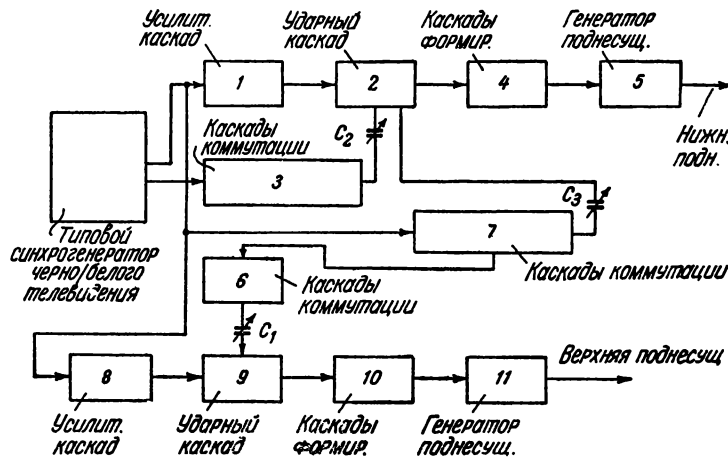 Усилит. каскад
Ударный каскад
Каскады формир.
Генератор поднесущ.
1
2
4
5
Нижн. подн.
Каскады коммутации
C2
3
C3
Типовой синхрогенератор черно/белого телевидения
7
Каскады коммутации
6
Каскады коммутации
C1
8
9
10
11
Верхняя поднесущ
Усилит. каскад
Ударный каскад
Каскады формир.
Генератор поднесущ.